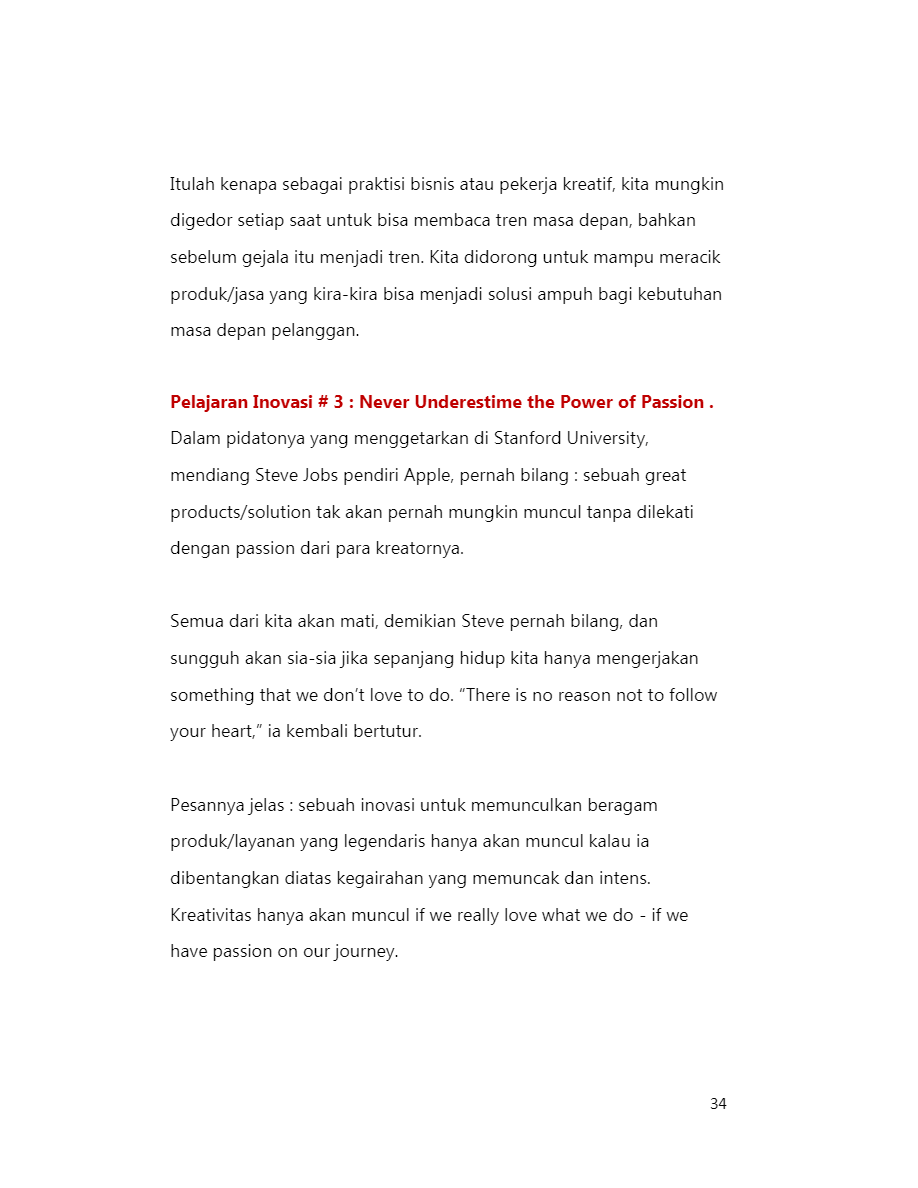 Itulah kenapa sebagai praktisi bisnis atau pekerja kreatif, kita mungkin
digedor setiap saat untuk bisa membaca tren masa depan, bahkan
sebelum gejala itu menjadi tren. Kita didorong untuk mampu meracik
produk/jasa yang kira-kira bisa menjadi solusi ampuh bagi kebutuhan
masa depan pelanggan.
Pelajaran Inovasi # 3 : Never Underestime the Power of Passion .
Dalam pidatonya yang menggetarkan di Stanford University,
mendiang Steve Jobs pendiri Apple, pernah bilang : sebuah great
products/solution tak akan pernah mungkin muncul tanpa dilekati
dengan passion dari para kreatornya.
Semua dari kita akan mati, demikian Steve pernah bilang, dan
sungguh akan sia-sia jika sepanjang hidup kita hanya mengerjakan
something that we don’t love to do. “There is no reason not to follow
your heart,” ia kembali bertutur.
Pesannya jelas : sebuah inovasi untuk memunculkan beragam
produk/layanan yang legendaris hanya akan muncul kalau ia
dibentangkan diatas kegairahan yang memuncak dan intens.
Kreativitas hanya akan muncul if we really love what we do - if we
have passion on our journey.
34